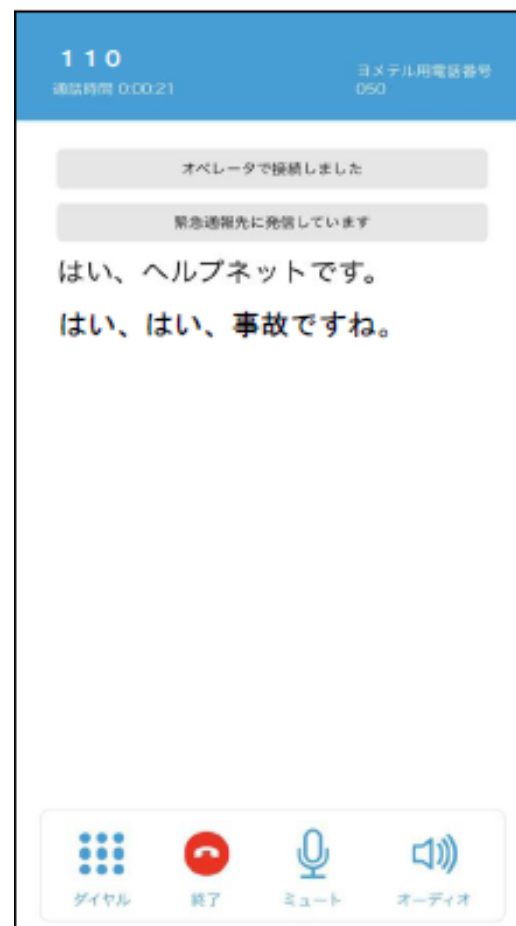 110
通話時間 0:00:21
ヨメテル用電話番号
050
オペレータで接続しました
緊急通報先に発信しています
はい、ヘルプネットです。
はい、はい、事故ですね。
ダイヤル
終了
ミュート
オーディオ